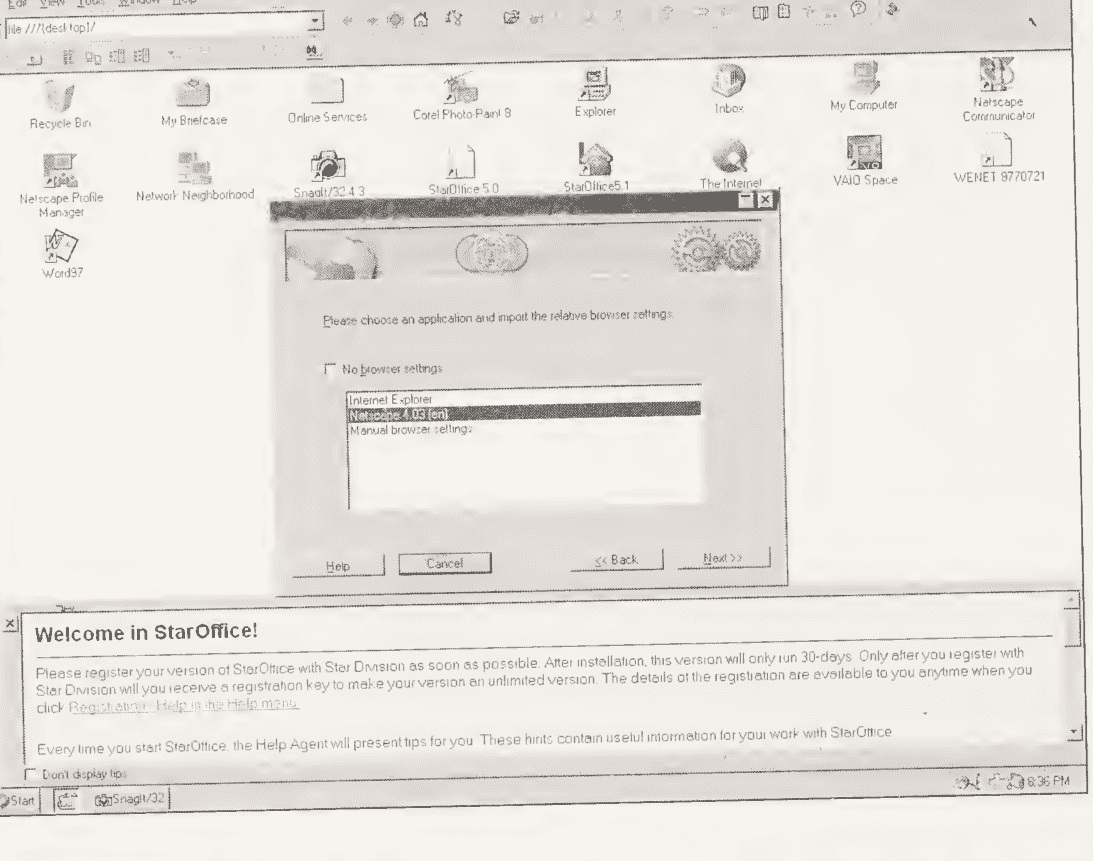 Edit View Tools Window Help
file:///{desktop}/
Recycle Bin
My Briefcase
Online Services
Corel Photo-Paint 8
Explorer
Inbox
My Computer
Netscape
Communicator
Netscape Profile
Manager
Network Neighborhood
SnagIt/32 4.3
StarOffice 5.0
StarOffice5.1
The Internet
VAIO Space
WENET 9770721
Word97
Please choose an application and import the relative browser settings.
No browser settings
Internet Explorer
Netscape 4.03 (en)
Manual browser settings
Help
Cancel
<< Back
Next >>
Welcome in StarOffice!
Please register your version of StarOffice with Star Division as soon as possible. After installation, this version will only run 30-days. Only after you register with
Star Division will you receive a registration key to make your version an unlimited version. The details of the registration are available to you anytime when you
click Registration... Help in the Help menu.
Every time you start StarOffice, the Help Agent will present tips for you. These hints contain useful information for your work with StarOffice
Don't display tips
Start
SnagIt/32
8:36 PM